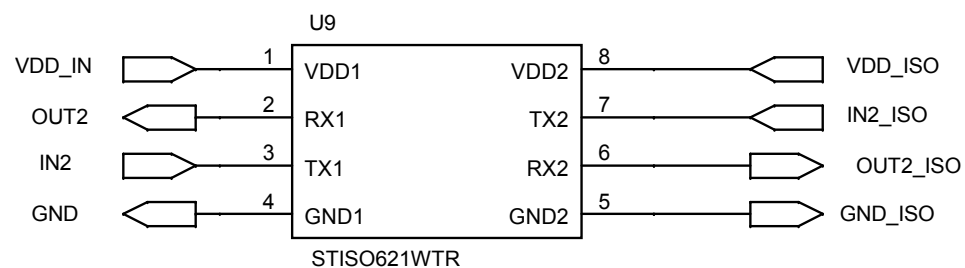 U9
VDD_IN 1 VDD1 VDD2 8 VDD_ISO
OUT2 2 RX1 TX2 7 IN2_ISO
IN2 3 TX1 RX2 6 OUT2_ISO
GND 4 GND1 GND2 5 GND_ISO
STISO621WTR